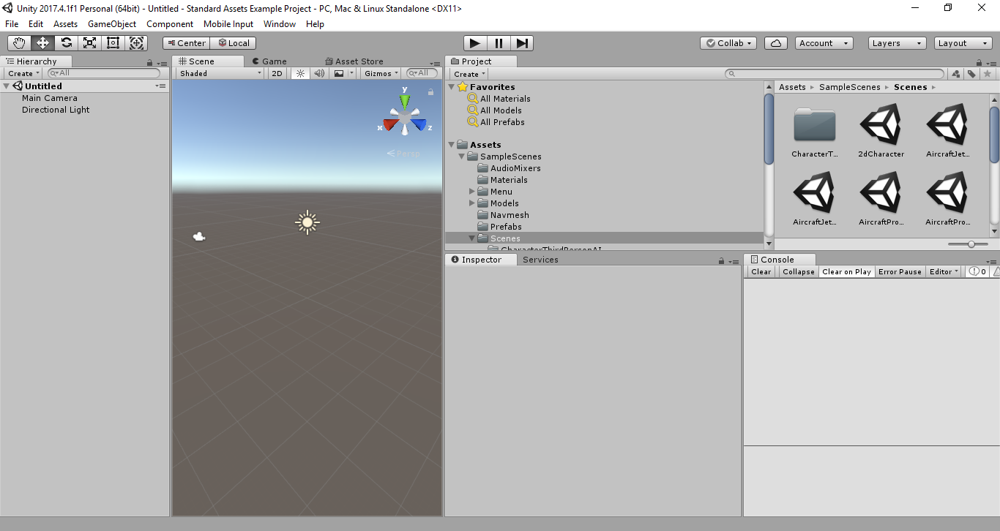 Unity 2017.4.1f1 Personal (64bit) - Untitled - Standard Assets Example Project - PC, Mac & Linux Standalone <DX11>
File Edit Assets GameObject Component Mobile Input Window Help
Center Local Collab Account Layers Layout
Hierarchy
Create All
Untitled
Main Camera
Directional Light
Scene Game Asset Store
Shaded 2D Gizmos All
y
x z
Persp
Project
Create
Favorites
All Materials
All Models
All Prefabs
Assets
SampleScenes
AudioMixers
Materials
Menu
Models
Navmesh
Prefabs
Scenes
CharacterThirdPersonAI
Assets SampleScenes Scenes
CharacterT... 2dCharacter AircraftJet...
AircraftJet... AircraftPro... AircraftPro...
Inspector Services
Console
Clear Collapse Clear on Play Error Pause Editor 0